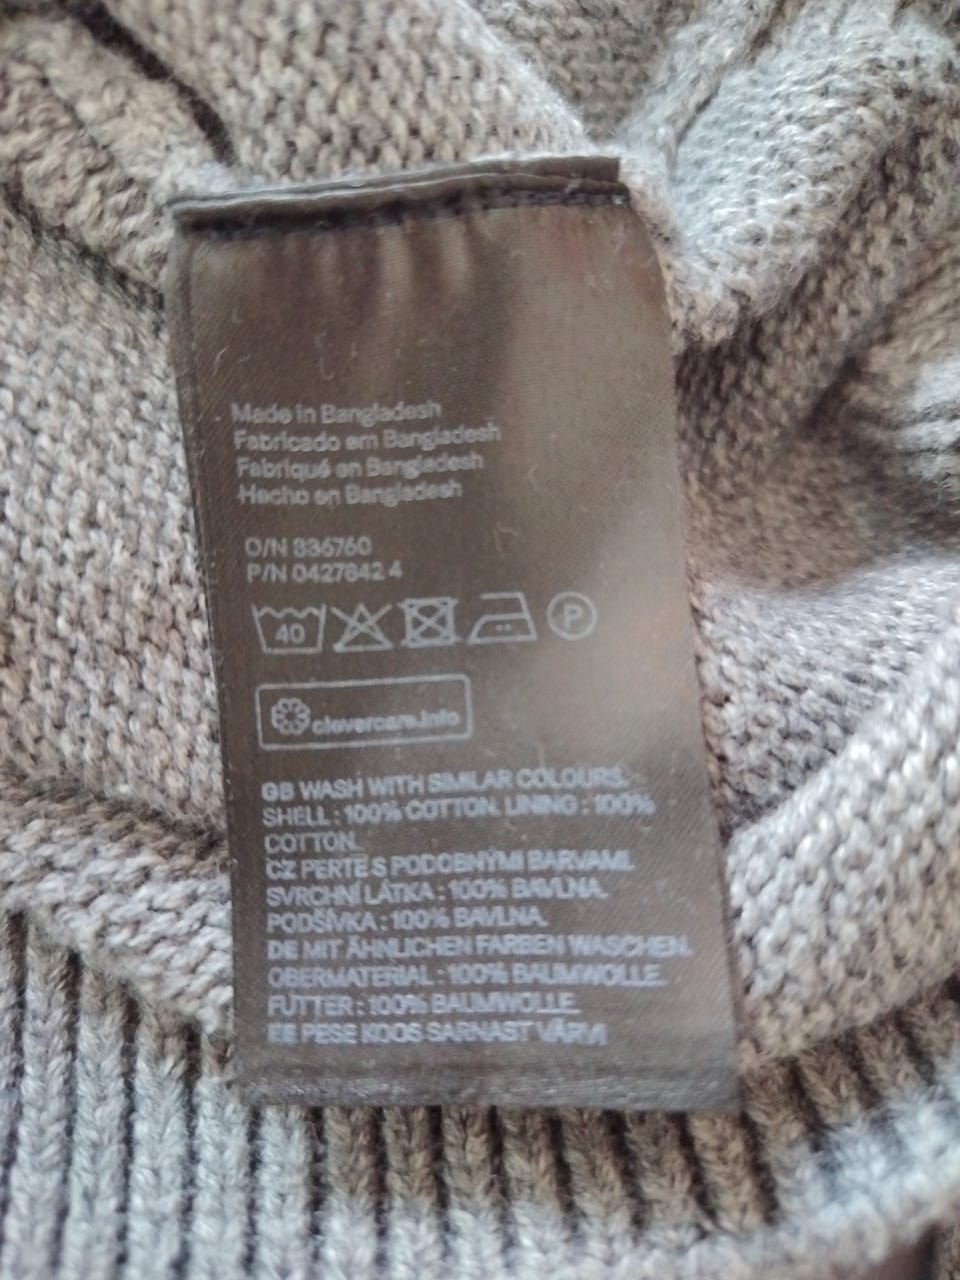 Made in Bangladesh
Fabricado em Bangladesh
Fabriqué en Bangladesh
Hecho en Bangladesh
O/N 836760
P/N 0427842 4
40 P
clevercare.info
GB WASH WITH SIMILAR COLOURS.
SHELL : 100% COTTON. LINING : 100%
COTTON.
CZ PERTE S PODOBNÝMI BARVAMI.
SVRCHNÍ LÁTKA : 100% BAVLNA.
PODŠÍVKA : 100% BAVLNA.
DE MIT ÄHNLICHEN FARBEN WASCHEN.
OBERMATERIAL : 100% BAUMWOLLE.
FUTTER : 100% BAUMWOLLE.
EE PESE KOOS SARNAST VÄRVI